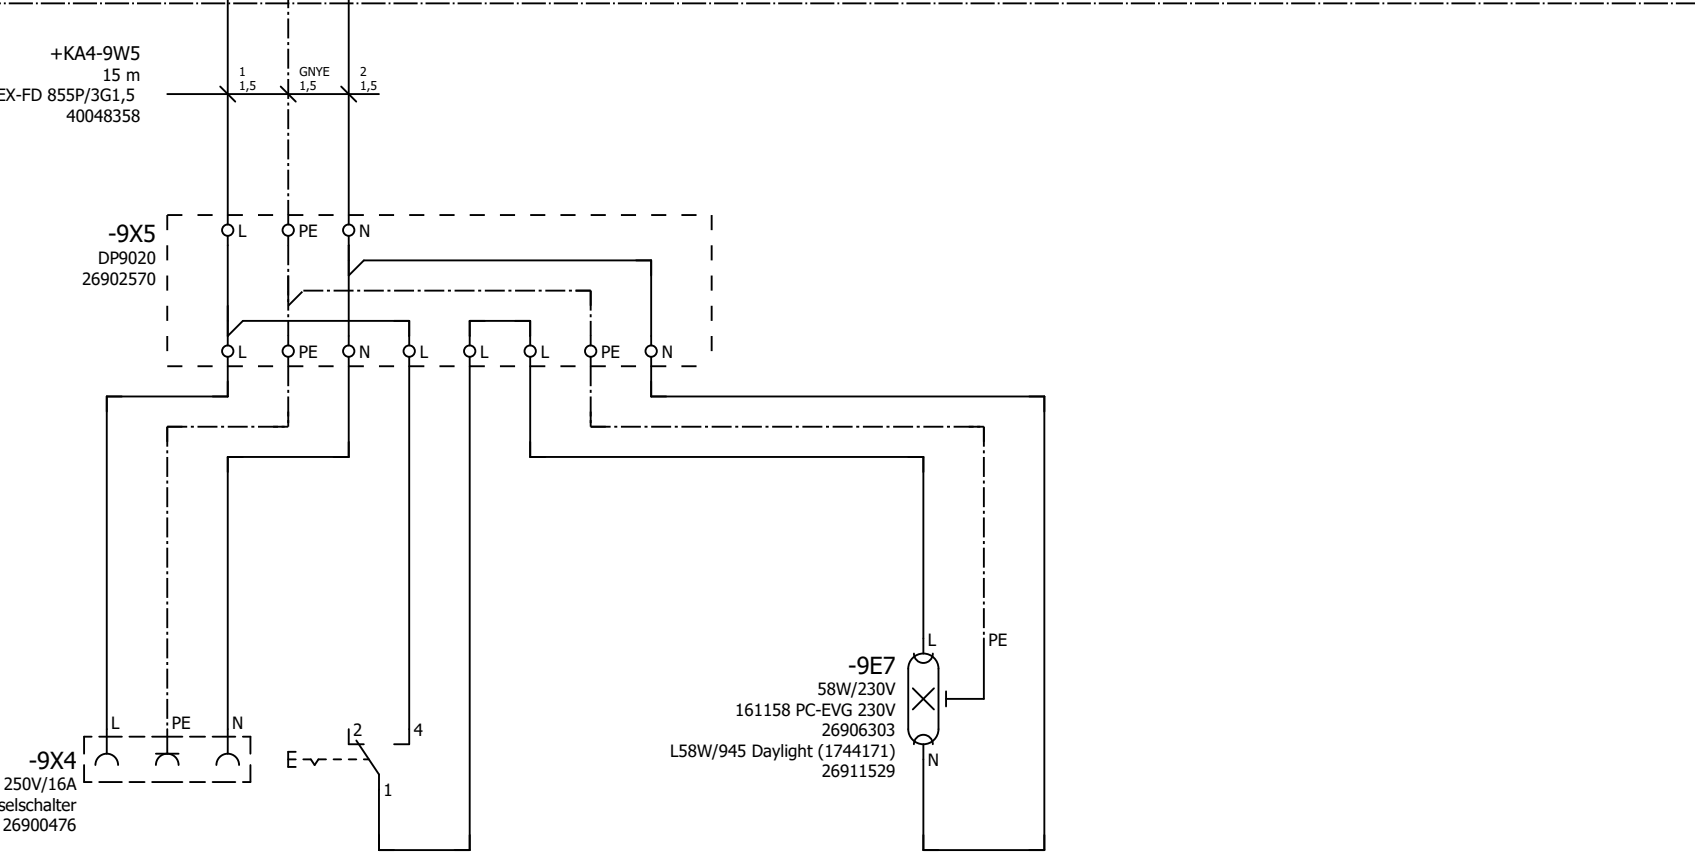 +KA4-9W5
15 m
EX-FD 855P/3G1,5
40048358
1
1,5
GNYE
1,5
2
1,5
-9X5
DP9020
26902570
L
PE
N
L
PE
N
L
L
L
PE
N
L
PE
N
-9X4
250V/16A
selschalter
26900476
E
2
4
1
L
PE
-9E7
58W/230V
161158 PC-EVG 230V
26906303
L58W/945 Daylight (1744171)
26911529
N